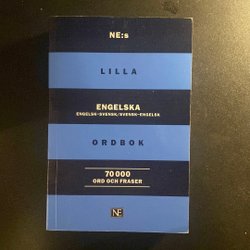 NE:s
LILLA
ENGELSKA
ENGELSK-SVENSK/SVENSK-ENGELSK
ORDBOK
70 000
ORD OCH FRASER
NE